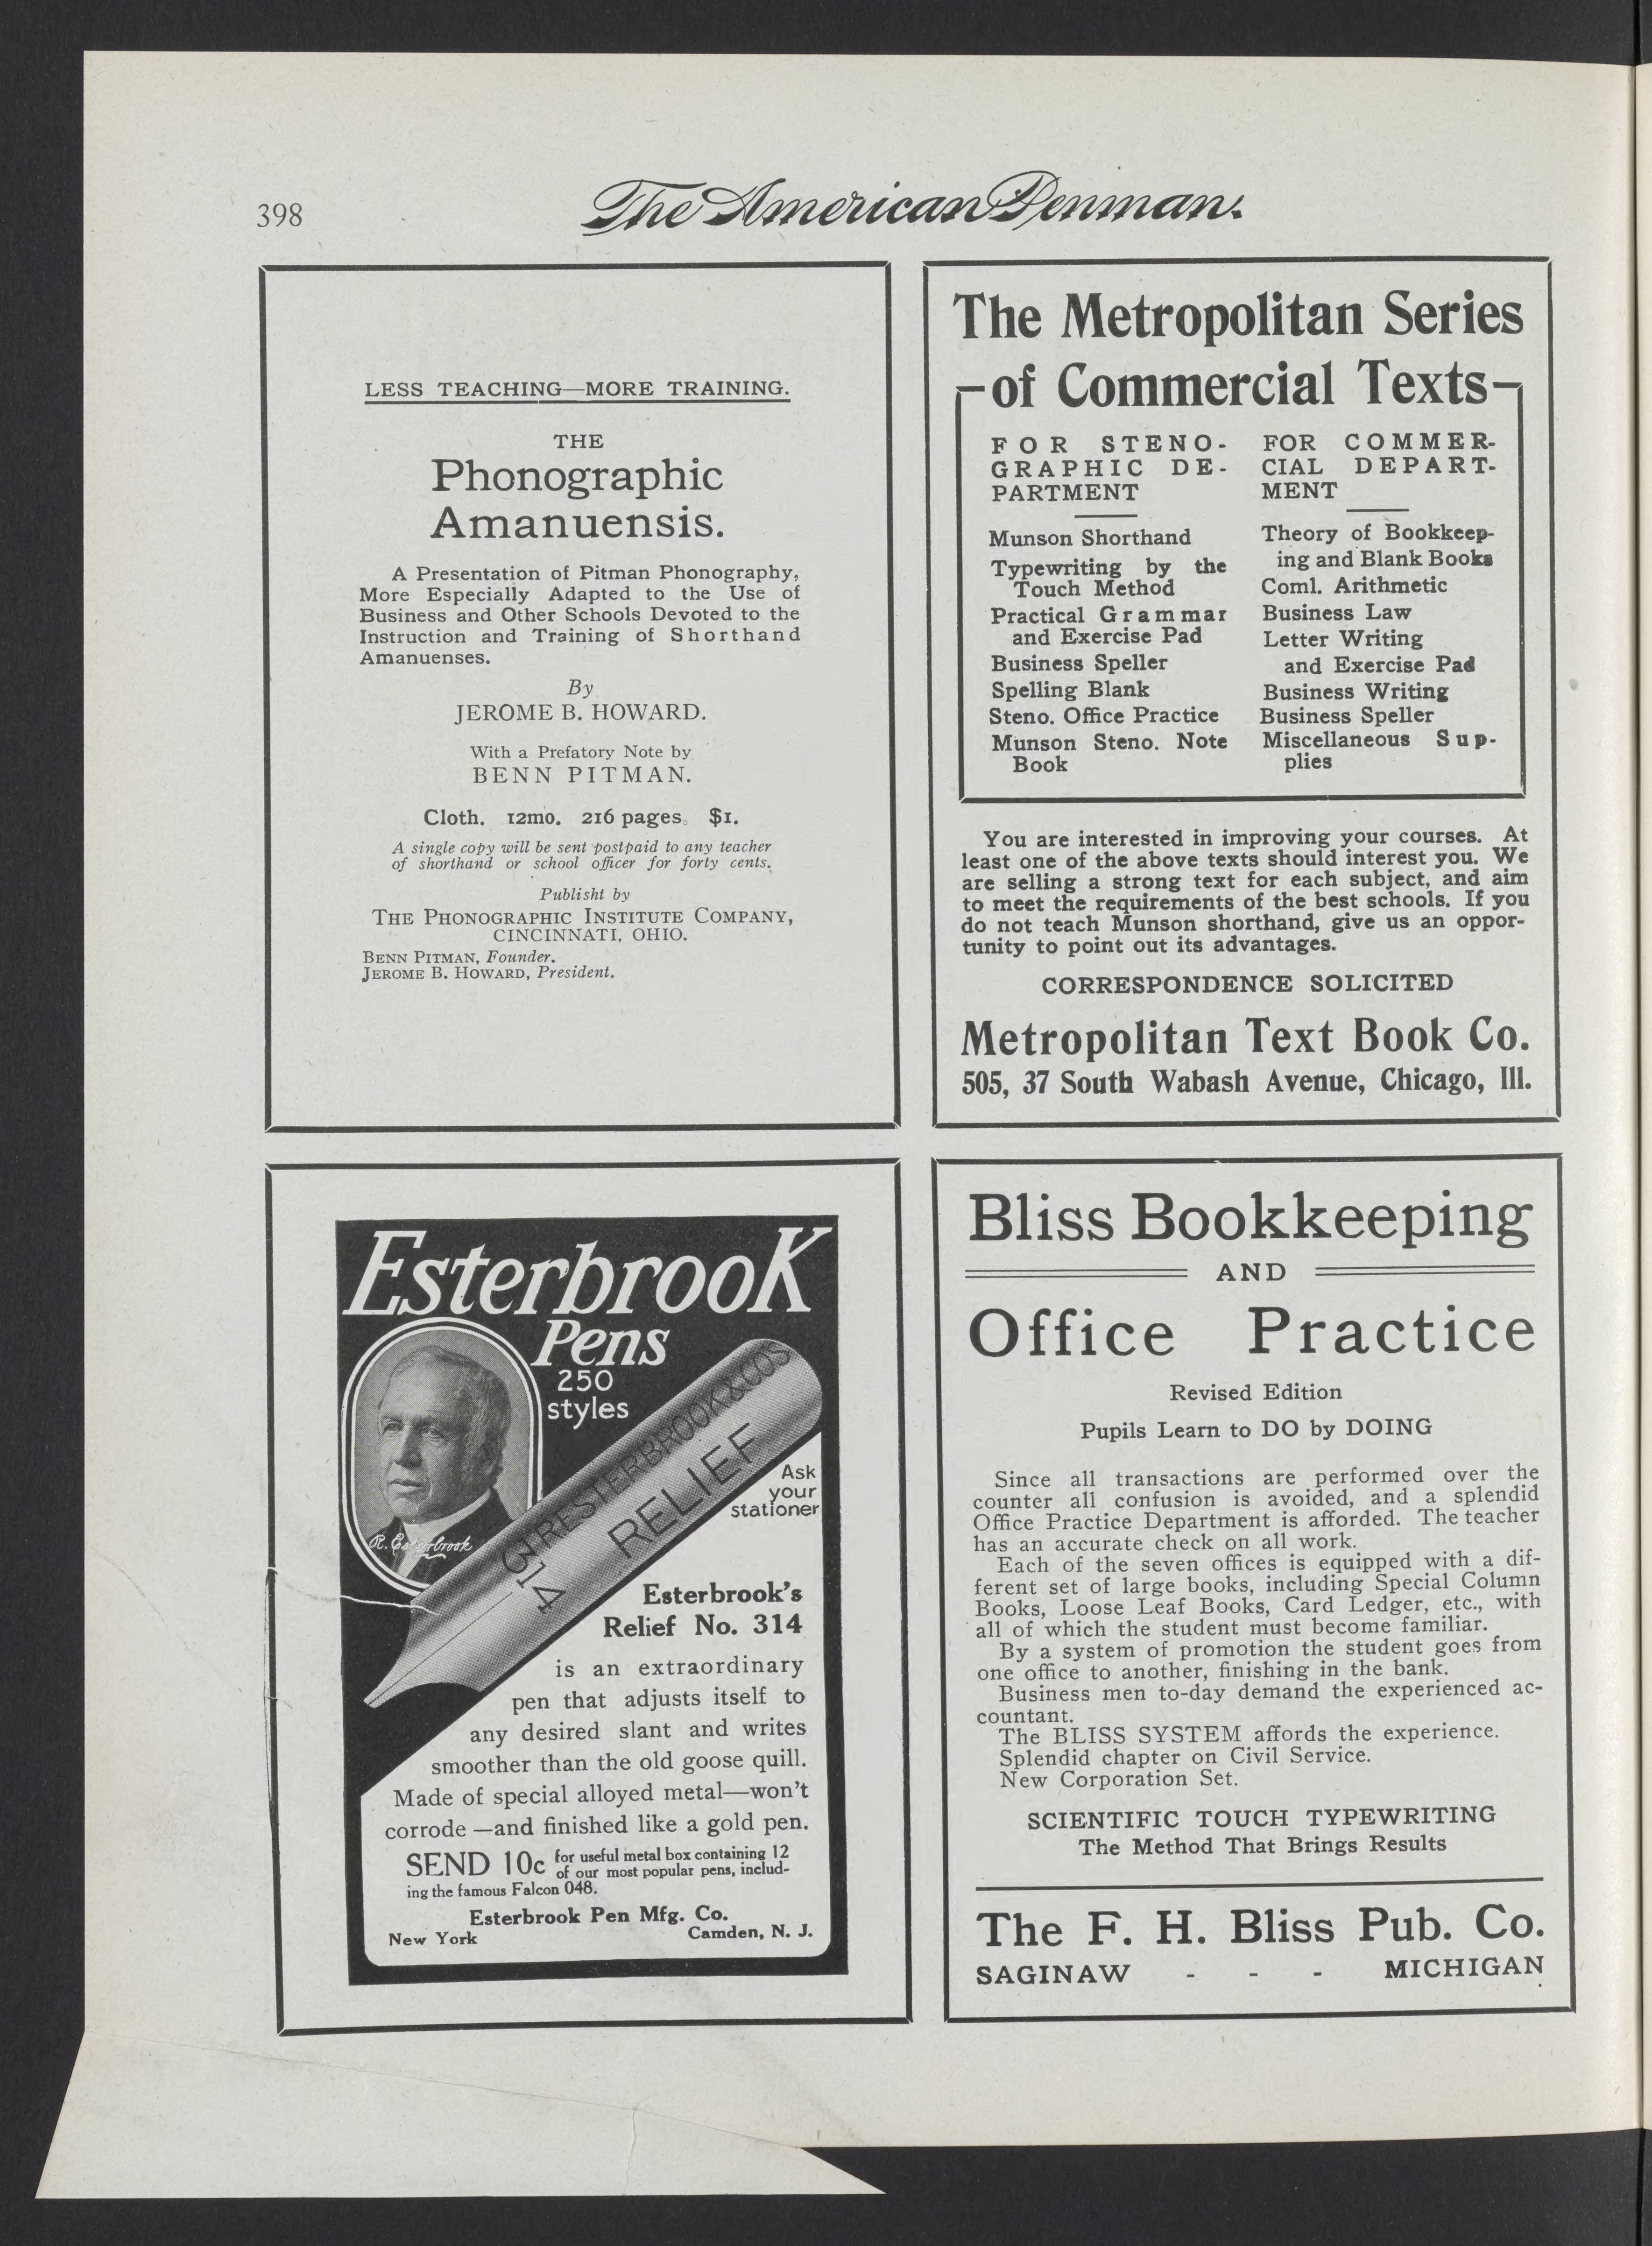 398
The American Penman.
LESS TEACHING—MORE TRAINING.
THE
Phonographic
Amanuensis.
A Presentation of Pitman Phonography,
More Especially Adapted to the Use of
Business and Other Schools Devoted to the
Instruction and Training of Shorthand
Amanuenses.
By
JEROME B. HOWARD.
With a Prefatory Note by
BENN PITMAN.
Cloth. 12mo. 216 pages. $1.
A single copy will be sent postpaid to any teacher
of shorthand or school officer for forty cents.
Publisht by
THE PHONOGRAPHIC INSTITUTE COMPANY,
CINCINNATI, OHIO.
BENN PITMAN, Founder.
JEROME B. HOWARD, President.
The Metropolitan Series
of Commercial Texts
FOR STENO-
GRAPHIC DE-
PARTMENT
Munson Shorthand
Typewriting by the
Touch Method
Practical Grammar
and Exercise Pad
Business Speller
Spelling Blank
Steno. Office Practice
Munson Steno. Note
Book
FOR COMMER-
CIAL DEPART-
MENT
Theory of Bookkeep-
ing and Blank Books
Coml. Arithmetic
Business Law
Letter Writing
and Exercise Pad
Business Writing
Business Speller
Miscellaneous Sup-
plies
You are interested in improving your courses. At
least one of the above texts should interest you. We
are selling a strong text for each subject, and aim
to meet the requirements of the best schools. If you
do not teach Munson shorthand, give us an oppor-
tunity to point out its advantages.
CORRESPONDENCE SOLICITED
Metropolitan Text Book Co.
505, 37 South Wabash Avenue, Chicago, Ill.
Esterbrook
Pens
250
styles
R. Esterbrook
R. ESTERBROOK & CO'S
RELIEF
314
Ask
your
stationer
Esterbrook's
Relief No. 314
is an extraordinary
pen that adjusts itself to
any desired slant and writes
smoother than the old goose quill.
Made of special alloyed metal—won't
corrode—and finished like a gold pen.
SEND 10c for useful metal box containing 12
of our most popular pens, includ-
ing the famous Falcon 048.
Esterbrook Pen Mfg. Co.
New York Camden, N. J.
Bliss Bookkeeping
AND
Office Practice
Revised Edition
Pupils Learn to DO by DOING
Since all transactions are performed over the
counter all confusion is avoided, and a splendid
Office Practice Department is afforded. The teacher
has an accurate check on all work.
Each of the seven offices is equipped with a dif-
ferent set of large books, including Special Column
Books, Loose Leaf Books, Card Ledger, etc., with
all of which the student must become familiar.
By a system of promotion the student goes from
one office to another, finishing in the bank.
Business men to-day demand the experienced ac-
countant.
The BLISS SYSTEM affords the experience.
Splendid chapter on Civil Service.
New Corporation Set.
SCIENTIFIC TOUCH TYPEWRITING
The Method That Brings Results
The F. H. Bliss Pub. Co.
SAGINAW - - - MICHIGAN